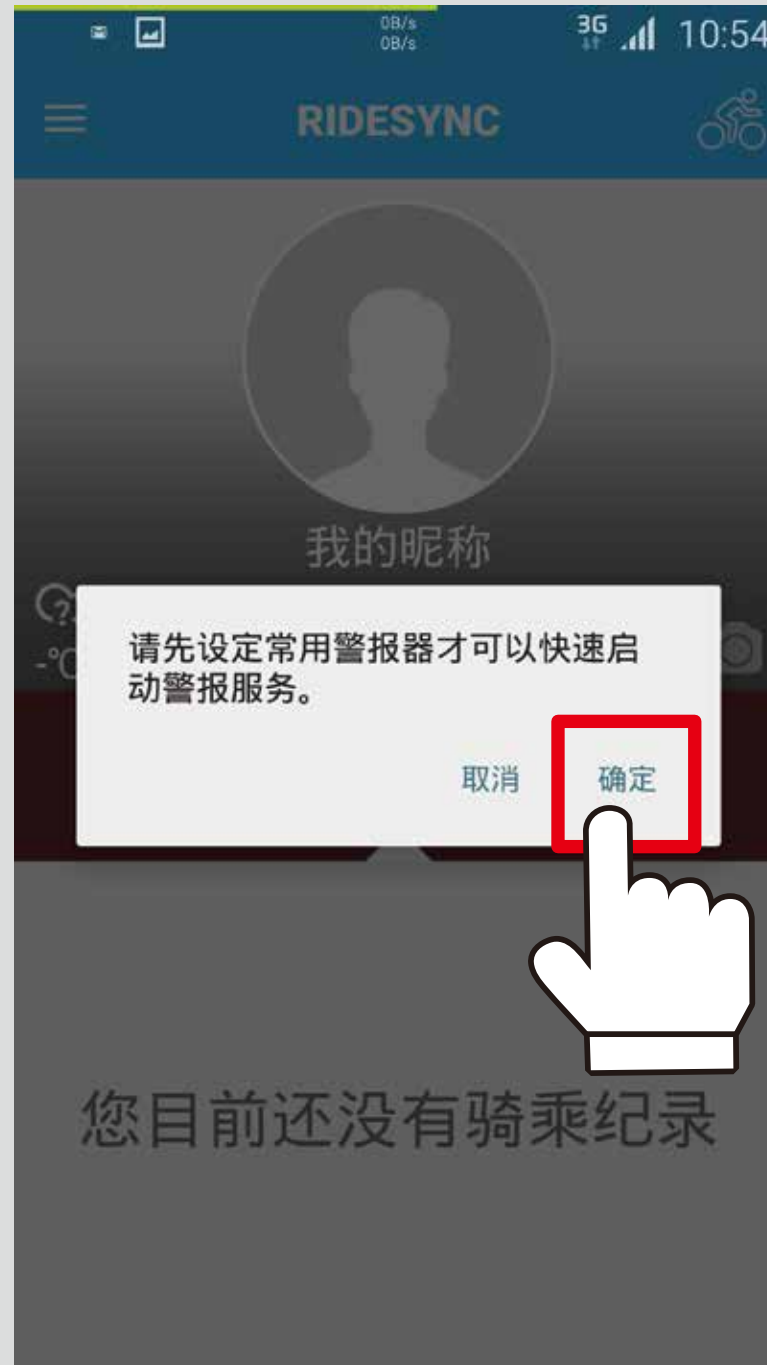 0B/s
0B/s
3G
10:54
RIDESYNC
我的昵称
-°C
请先设定常用警报器才可以快速启
动警报服务。
取消
确定
您目前还没有骑乘纪录